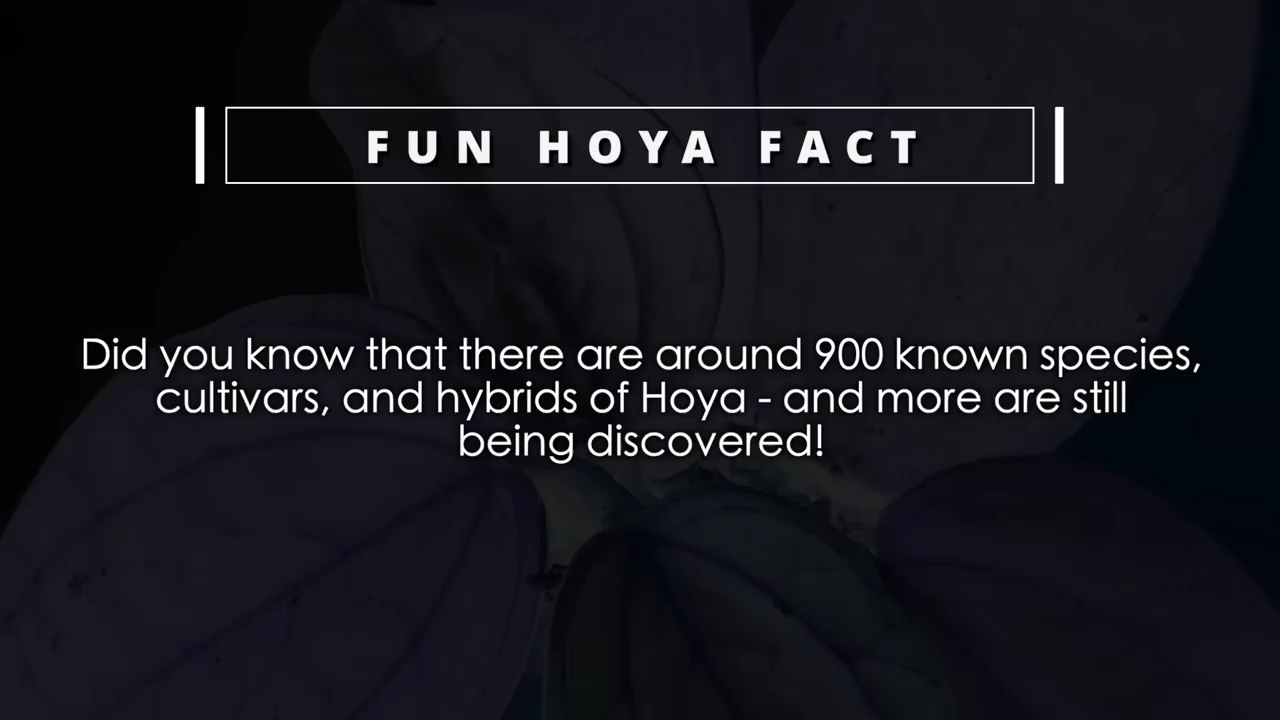 FUN HOYA FACT
Did you know that there are around 900 known species,
cultivars, and hybrids of Hoya - and more are still
being discovered!